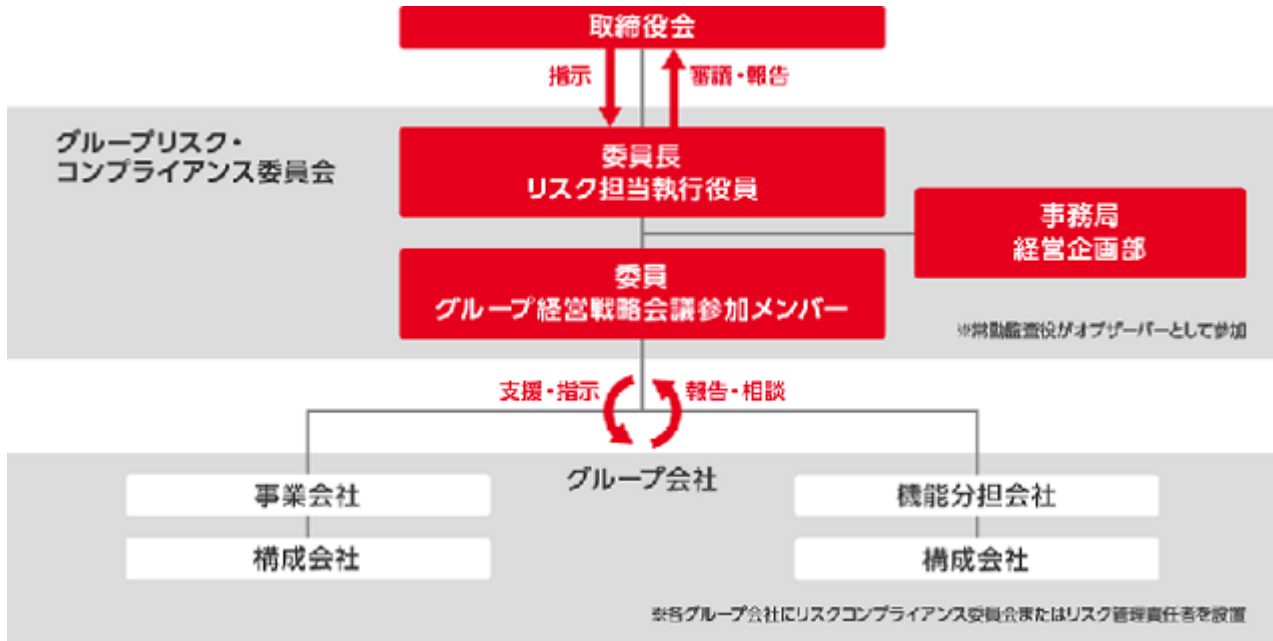 取締役会
指示
審議・報告
グループリスク・
コンプライアンス委員会
委員長
リスク担当執行役員
事務局
経営企画部
委員
グループ経営戦略会議参加メンバー
※常勤監査役がオブザーバーとして参加
支援・指示
報告・相談
グループ会社
事業会社
機能分担会社
構成会社
構成会社
※各グループ会社にリスクコンプライアンス委員会またはリスク管理責任者を設置